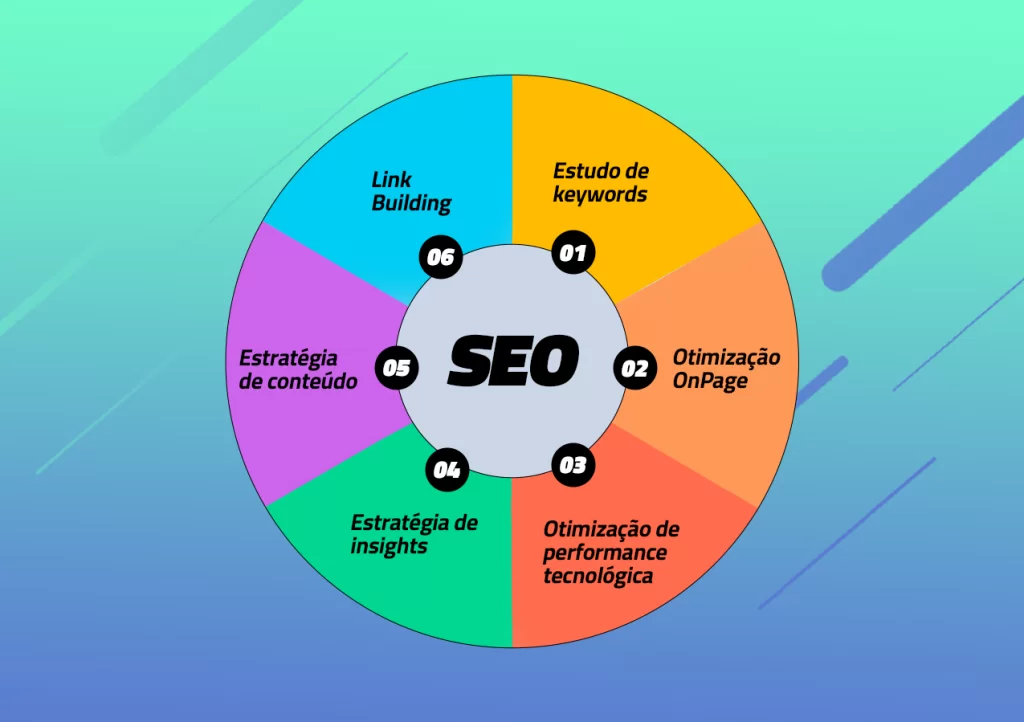 SEO
01
Estudo de
keywords
02
Otimização
OnPage
03
Otimização de
performance
tecnológica
04
Estratégia de
insights
05
Estratégia
de conteúdo
06
Link
Building